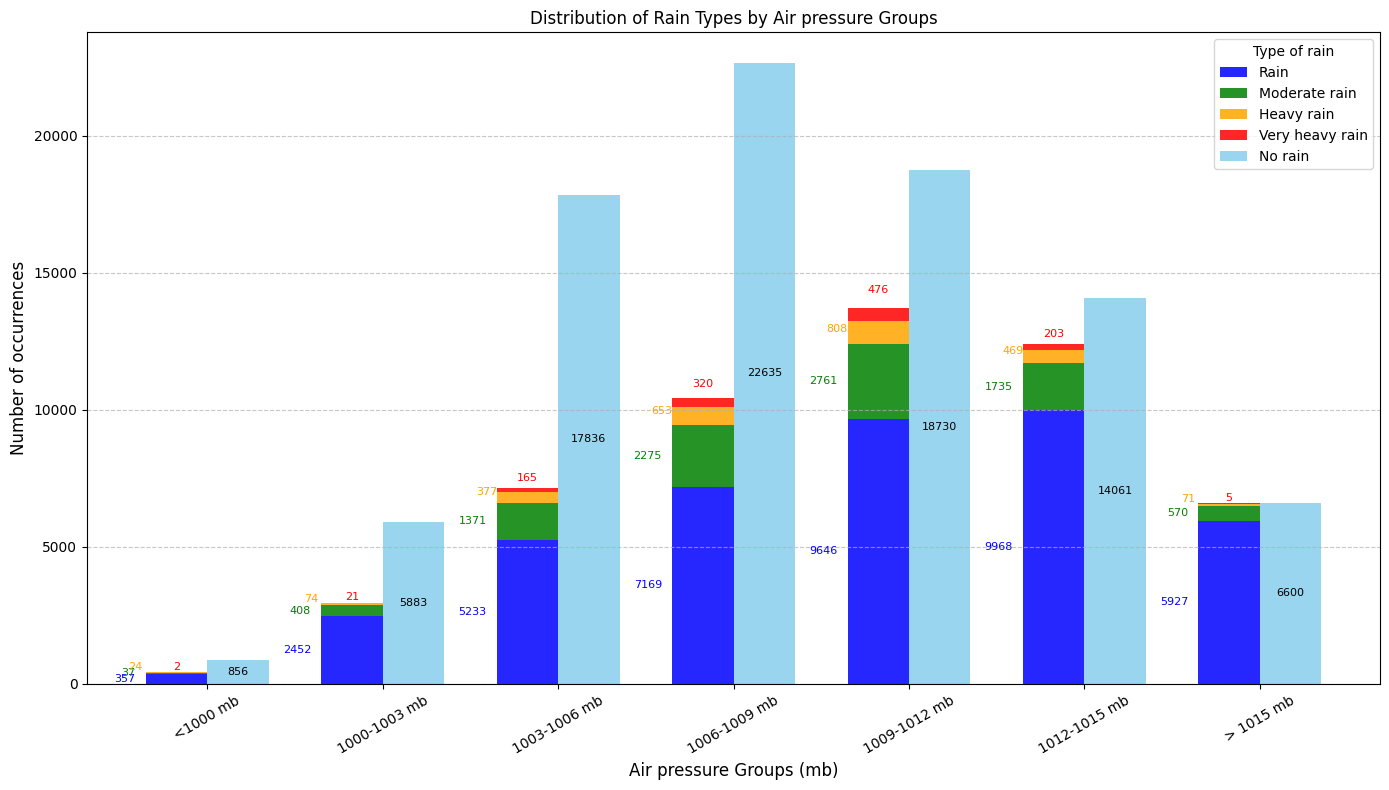 Distribution of Rain Types by Air pressure Groups
Type of rain
Rain
Moderate rain
Heavy rain
Very heavy rain
No rain
Number of occurrences
20000
15000
10000
5000
0
357
37
24
2
856
2452
408
74
21
5883
5233
1371
377
165
17836
7169
2275
653
320
22635
9646
2761
808
476
18730
9968
1735
469
203
14061
5927
570
71
5
6600
<1000 mb
1000-1003 mb
1003-1006 mb
1006-1009 mb
1009-1012 mb
1012-1015 mb
> 1015 mb
Air pressure Groups (mb)